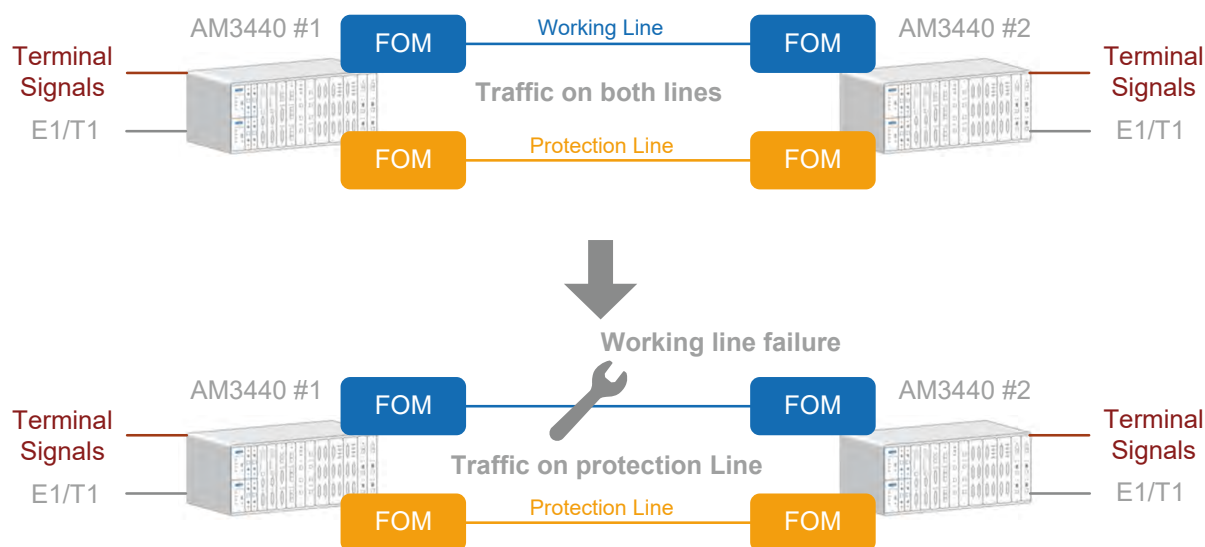 AM3440 #1
FOM
Working Line
FOM
AM3440 #2
Terminal
Signals
Terminal
Signals
Traffic on both lines
E1/T1
E1/T1
FOM
Protection Line
FOM
Working line failure
AM3440 #1
FOM
FOM
AM3440 #2
Terminal
Signals
Terminal
Signals
Traffic on protection Line
E1/T1
E1/T1
FOM
Protection Line
FOM